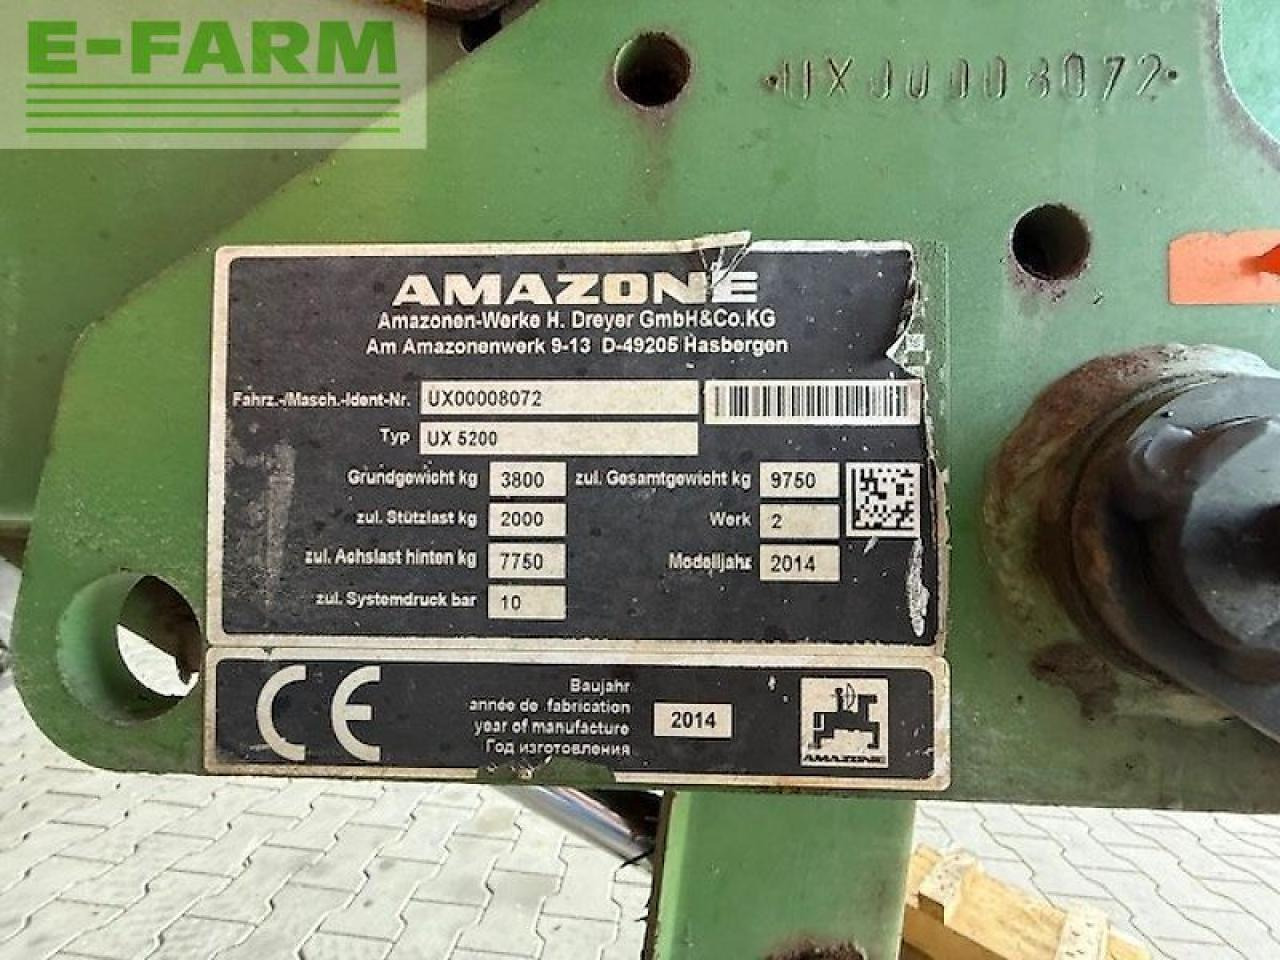 E-FARM
UX00008072
AMAZONE
Amazonen-Werke H. Dreyer GmbH&Co.KG
Am Amazonenwerk 9-13 D-49205 Hasbergen
Fahrz.-/Masch.-Ident-Nr. UX00008072
Typ UX 5200
Grundgewicht kg 3800 zul. Gesamtgewicht kg 9750
zul. Stützlast kg 2000 Werk 2
zul. Achslast hinten kg 7750 Modelljahr 2014
zul. Systemdruck bar 10
CE
Baujahr
année de fabrication
year of manufacture 2014
Год изготовления
AMAZONE